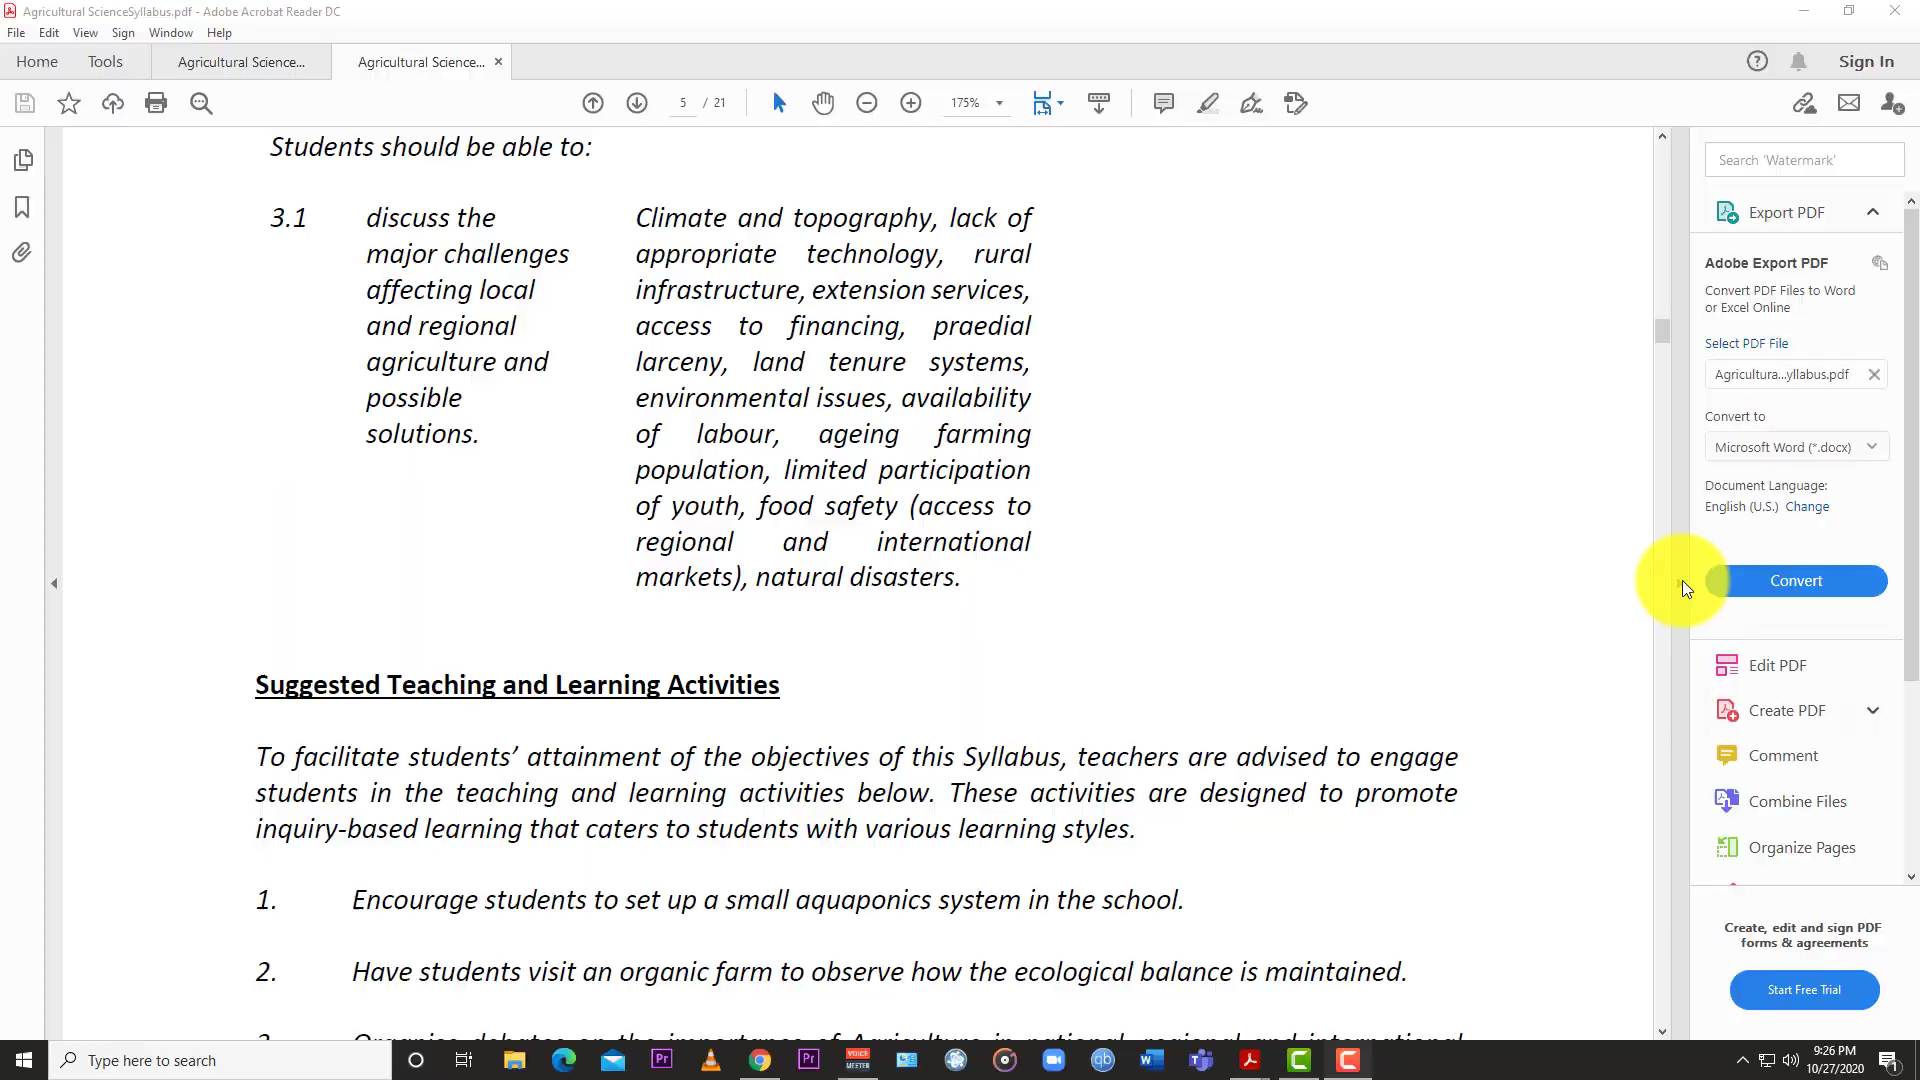 Agricultural ScienceSyllabus.pdf - Adobe Acrobat Reader DC
File Edit View Sign Window Help
Home Tools Agricultural Science... Agricultural Science... Sign In
5 / 21 175%
Students should be able to:
Search 'Watermark'
3.1 discuss the Climate and topography, lack of
major challenges appropriate technology, rural
affecting local infrastructure, extension services,
and regional access to financing, praedial
agriculture and larceny, land tenure systems,
possible environmental issues, availability
solutions. of labour, ageing farming
population, limited participation
of youth, food safety (access to
regional and international
markets), natural disasters.
Suggested Teaching and Learning Activities
To facilitate students’ attainment of the objectives of this Syllabus, teachers are advised to engage
students in the teaching and learning activities below. These activities are designed to promote
inquiry-based learning that caters to students with various learning styles.
1. Encourage students to set up a small aquaponics system in the school.
2. Have students visit an organic farm to observe how the ecological balance is maintained.
Export PDF
Adobe Export PDF
Convert PDF Files to Word
or Excel Online
Select PDF File
Agricultura...yllabus.pdf
Convert to
Microsoft Word (*.docx)
Document Language:
English (U.S.) Change
Convert
Edit PDF
Create PDF
Comment
Combine Files
Organize Pages
Create, edit and sign PDF
forms & agreements
Start Free Trial
Type here to search
Pr
Pr
VOICE
MEETER
qb
9:26 PM
10/27/2020
1